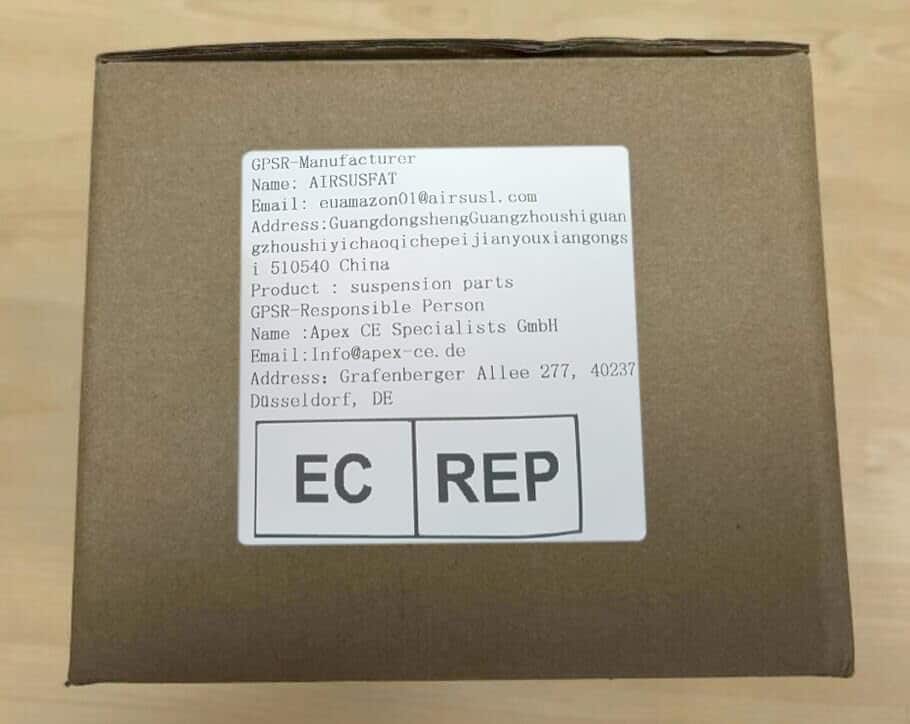 GPSR-Manufacturer
Name: AIRSUSFAT
Email: euamazon01@airsusl.com
Address:GuangdongshengGuangzhoushiguan
gzhoushiyichaoqichepeijianyouxiangongs
i 510540 China
Product : suspension parts
GPSR-Responsible Person
Name :Apex CE Specialists GmbH
Email:Info@apex-ce.de
Address: Grafenberger Allee 277, 40237
Düsseldorf, DE
EC REP